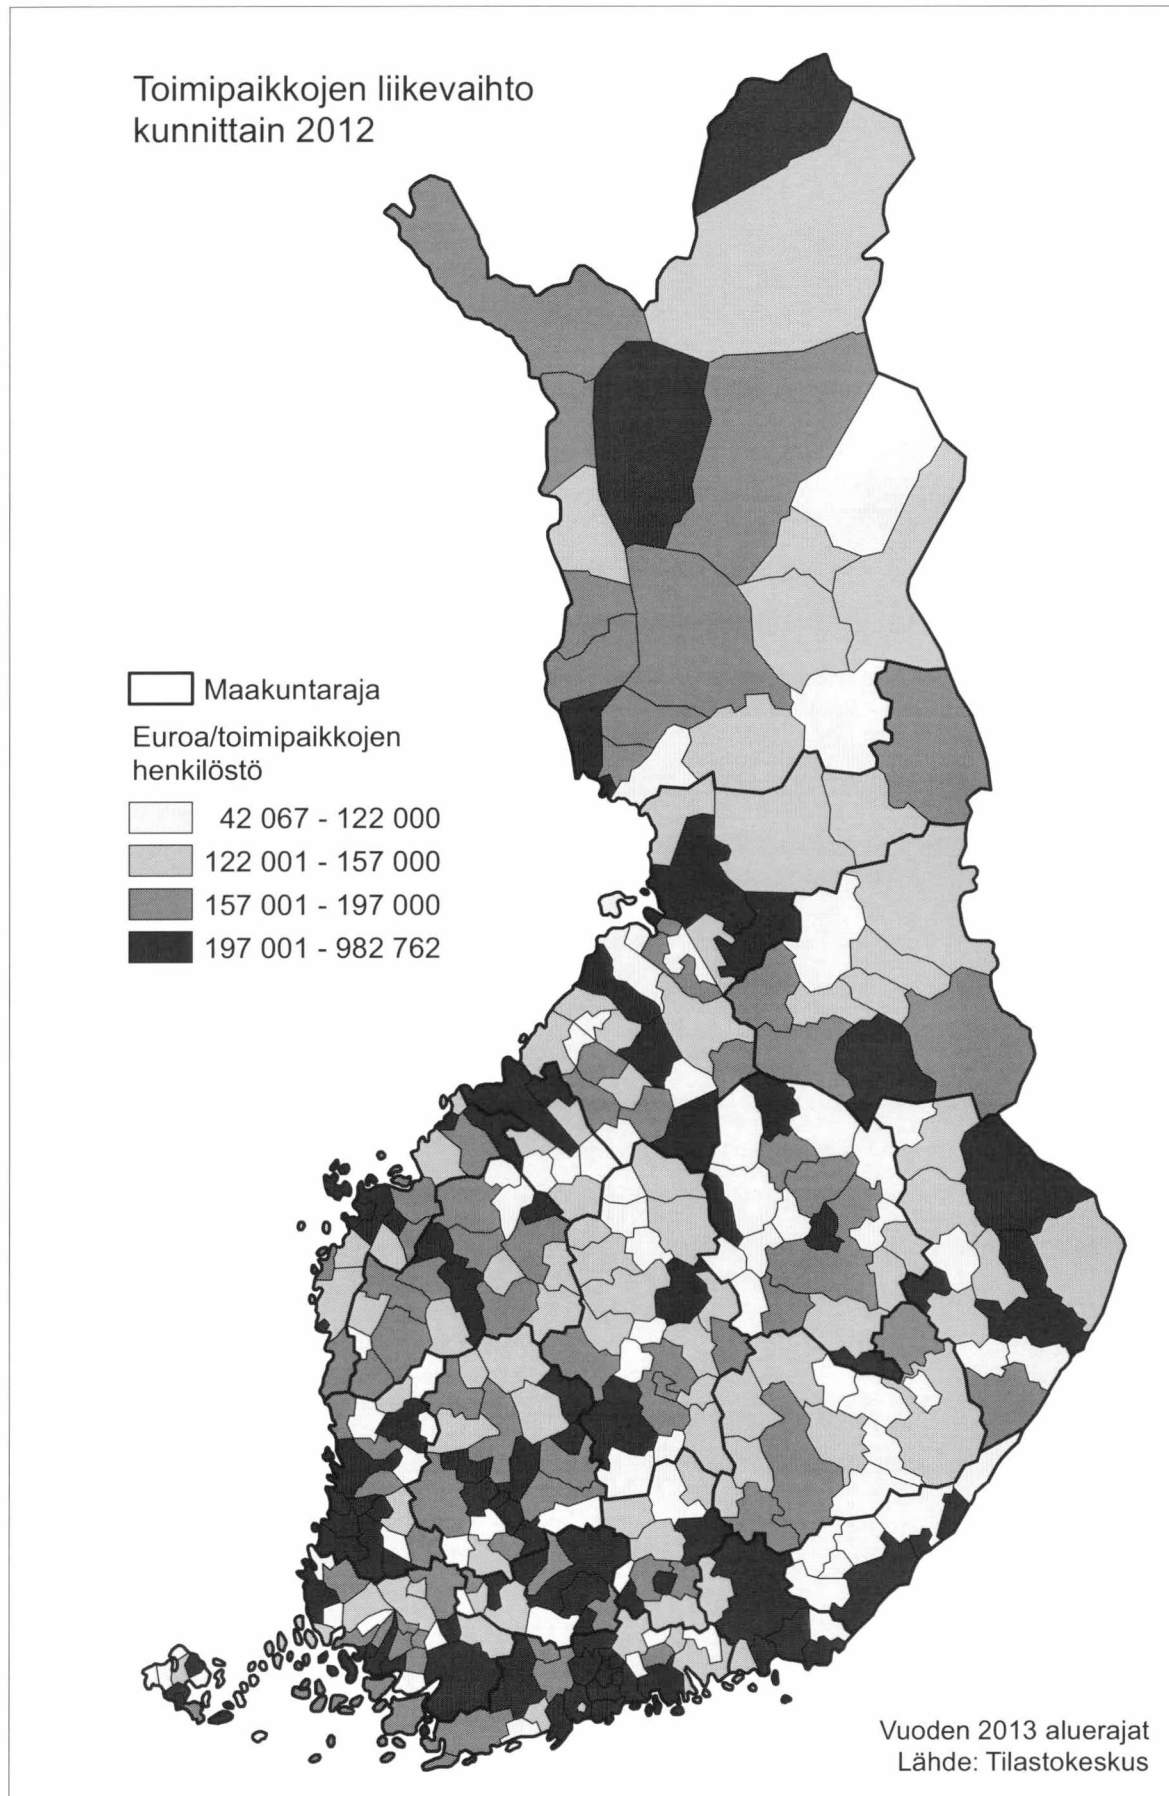 Toimipaikkojen liikevaihto
kunnittain 2012
Maakuntaraja
Euroa/toimipaikkojen
henkilöstö
42 067 - 122 000
122 001 - 157 000
157 001 - 197 000
197 001 - 982 762
Vuoden 2013 aluerajat
Lähde: Tilastokeskus